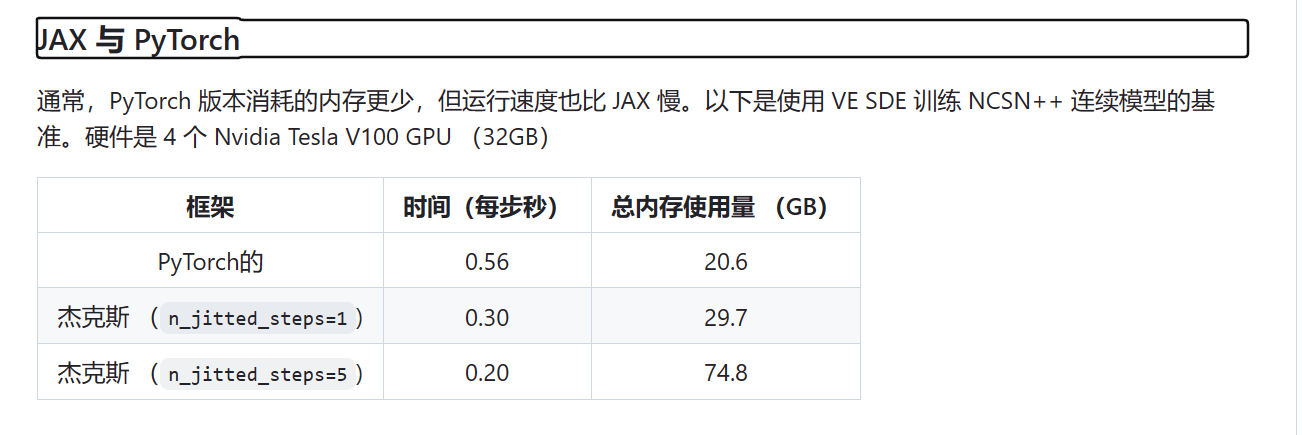 JAX 与 PyTorch
通常，PyTorch 版本消耗的内存更少，但运行速度也比 JAX 慢。以下是使用 VE SDE 训练 NCSN++ 连续模型的基
准。硬件是 4 个 Nvidia Tesla V100 GPU （32GB）
框架 时间（每步秒） 总内存使用量 （GB）
PyTorch的 0.56 20.6
杰克斯 （n_jitted_steps=1） 0.30 29.7
杰克斯 （n_jitted_steps=5） 0.20 74.8